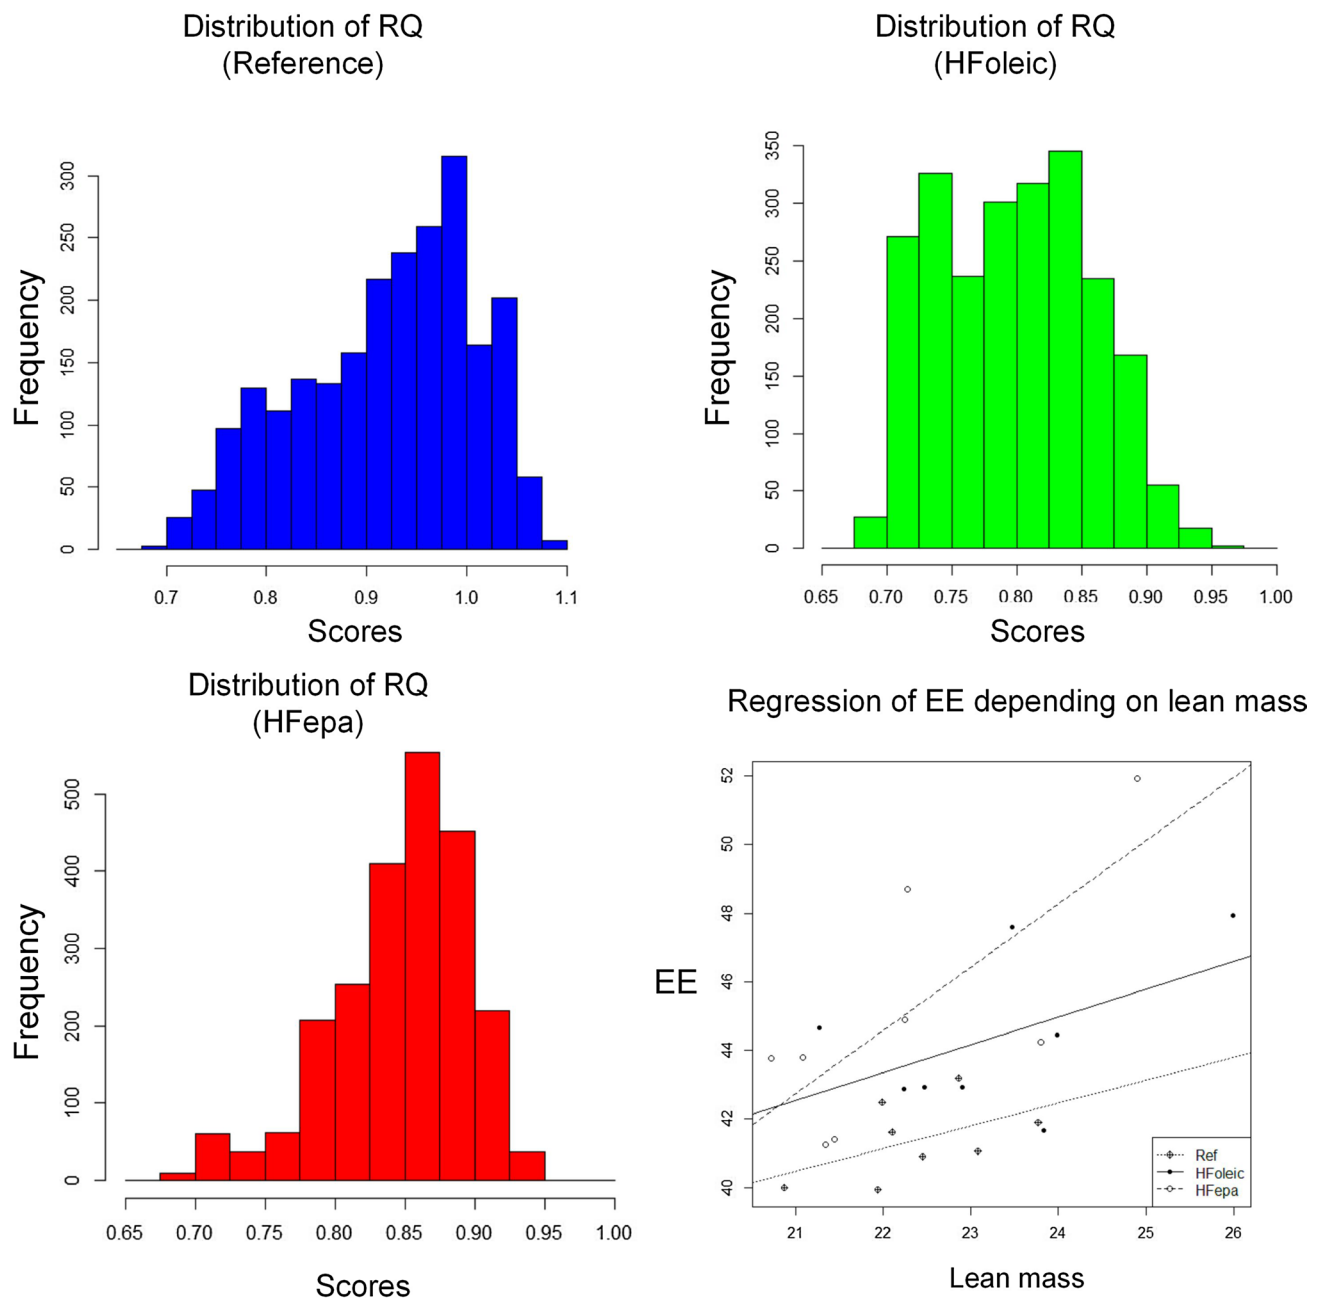 Distribution of RQ
(Reference)
Frequency
0 50 100 150 200 250 300
0.7 0.8 0.9 1.0 1.1
Scores
Distribution of RQ
(HFoleic)
Frequency
0 50 100 150 200 250 300 350
0.65 0.70 0.75 0.80 0.85 0.90 0.95 1.00
Scores
Distribution of RQ
(HFepa)
Frequency
0 100 200 300 400 500
0.65 0.70 0.75 0.80 0.85 0.90 0.95 1.00
Scores
Regression of EE depending on lean mass
EE
40 42 44 46 48 50 52
Ref
HFoleic
HFepa
21 22 23 24 25 26
Lean mass